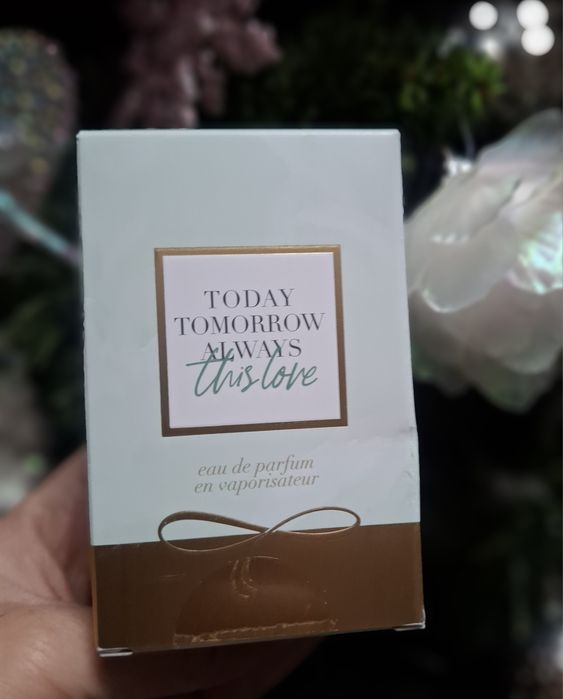 TODAY
TOMORROW
ALWAYS
this love
eau de parfum
en vaporisateur